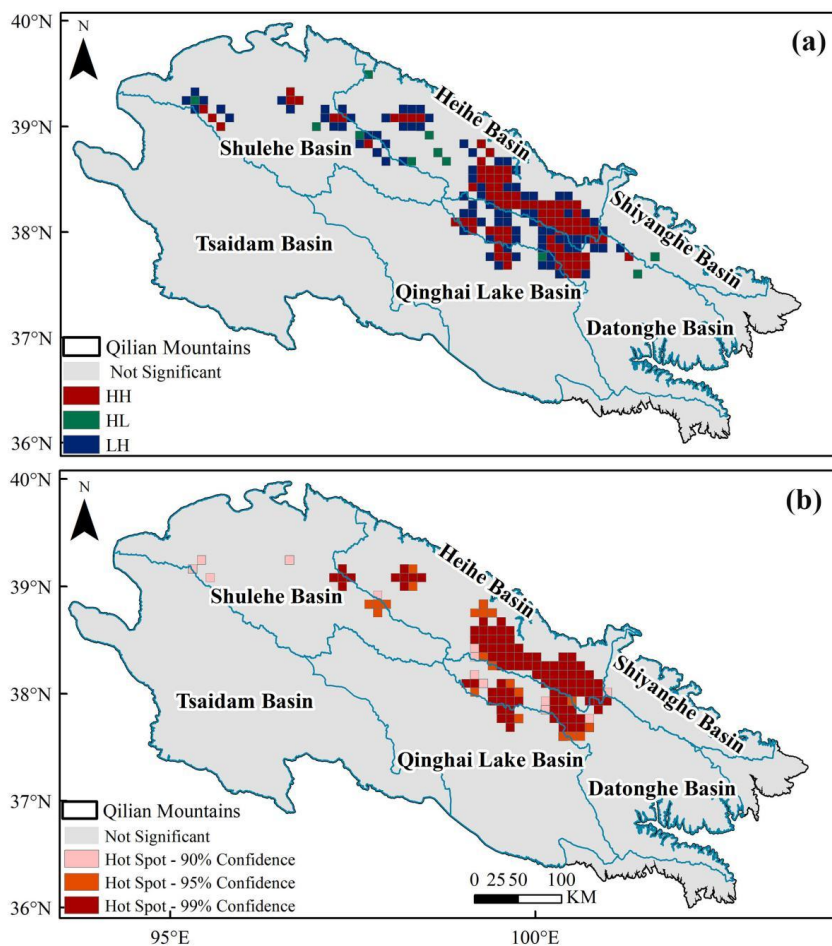 40°N
N
(a)
Heihe Basin
39°N
Shulehe Basin
Shiyanghe Basin
38°N
Tsaidam Basin
Qinghai Lake Basin
37°N
Datonghe Basin
Qilian Mountains
Not Significant
HH
HL
36°N
LH
40°N
N
(b)
Heihe Basin
39°N
Shulehe Basin
38°N
Shiyanghe Basin
Tsaidam Basin
Qinghai Lake Basin
37°N
Datonghe Basin
Qilian Mountains
Not Significant
Hot Spot - 90% Confidence
Hot Spot - 95% Confidence
0 25 50 100
KM
Hot Spot - 99% Confidence
36°N
95°E
100°E